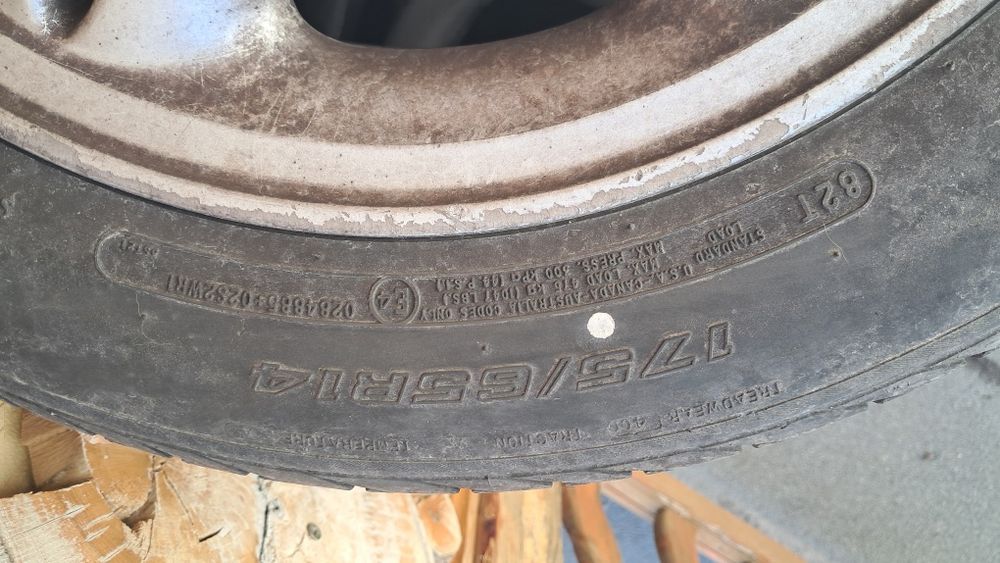 TREADWEAR TRACTION TEMPERATURE
175/65R14
82T
STANDARD LOAD
U.S.A.-CANADA-AUSTRALIA CODES ONLY
MAX. LOAD 475 KG (1047 LBS.)
MAX. PRESS. 300 KPa (44 P.S.I.)
E4
02S2WR1